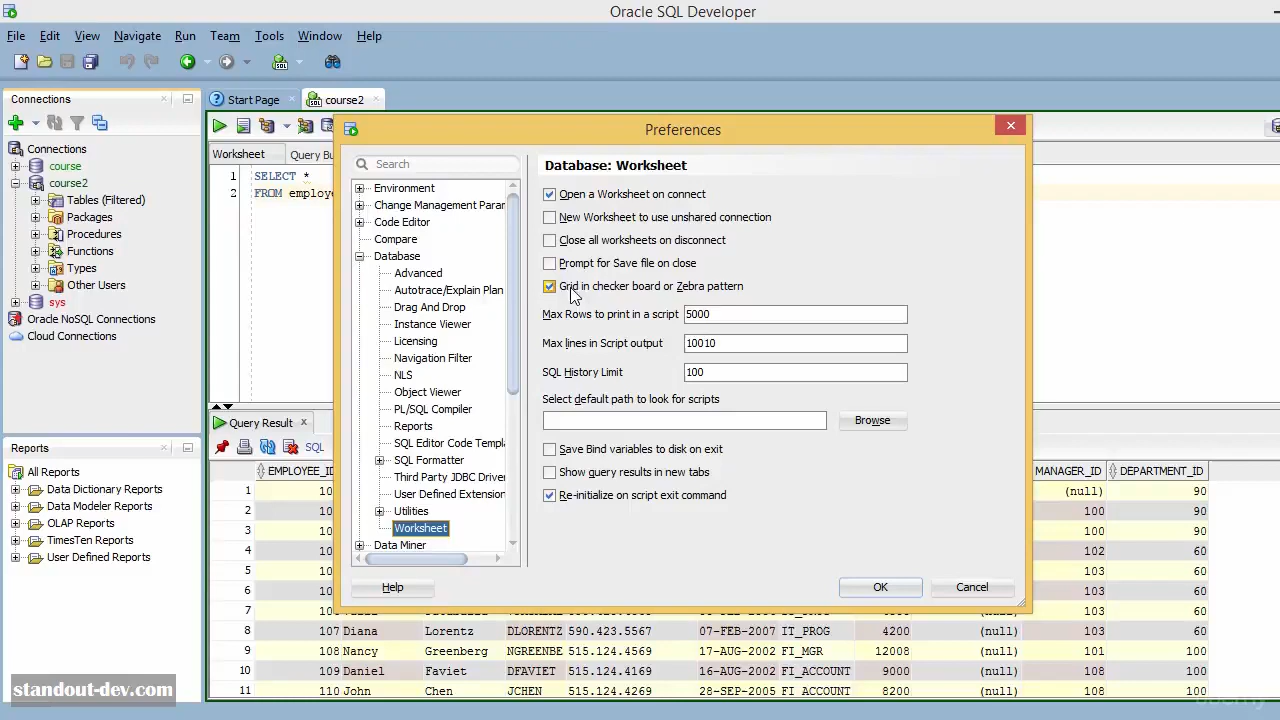 Oracle SQL Developer
File Edit View Navigate Run Team Tools Window Help
Connections
Start Page
course2
Connections
course
course2
Tables (Filtered)
Packages
Procedures
Functions
Types
Other Users
sys
Oracle NoSQL Connections
Cloud Connections
Reports
All Reports
Data Dictionary Reports
Data Modeler Reports
OLAP Reports
TimesTen Reports
User Defined Reports
Worksheet Query Bu
1 SELECT *
2 FROM employe
Preferences
Search
Environment
Change Management Parar
Code Editor
Compare
Database
Advanced
Autotrace/Explain Plan
Drag And Drop
Instance Viewer
Licensing
Navigation Filter
NLS
Object Viewer
PL/SQL Compiler
Reports
SQL Editor Code Templ
SQL Formatter
Third Party JDBC Driver
User Defined Extension
Utilities
Worksheet
Data Miner
Database: Worksheet
Open a Worksheet on connect
New Worksheet to use unshared connection
Close all worksheets on disconnect
Prompt for Save file on close
Grid in checker board or Zebra pattern
Max Rows to print in a script 5000
Max lines in Script output 10010
SQL History Limit 100
Select default path to look for scripts
Browse
Save Bind variables to disk on exit
Show query results in new tabs
Re-initialize on script exit command
Help OK Cancel
Query Result
SQL
EMPLOYEE_ID MANAGER_ID DEPARTMENT_ID
1 10 (null) 90
2 10 100 90
3 10 100 90
4 10 102 60
5 10 103 60
6 10 103 60
7 10 103 60
8 107 Diana Lorentz DLORENTZ 590.423.5567 07-FEB-2007 IT_PROG 4200 (null) 103 60
9 108 Nancy Greenberg NGREENBE 515.124.4569 17-AUG-2002 FI_MGR 12008 (null) 101 100
10 109 Daniel Faviet DFAVIET 515.124.4169 16-AUG-2002 FI_ACCOUNT 9000 (null) 108 100
11 110 John Chen JCHEN 515.124.4269 28-SEP-2005 FI_ACCOUNT 8200 (null) 108 100
standout-dev.com